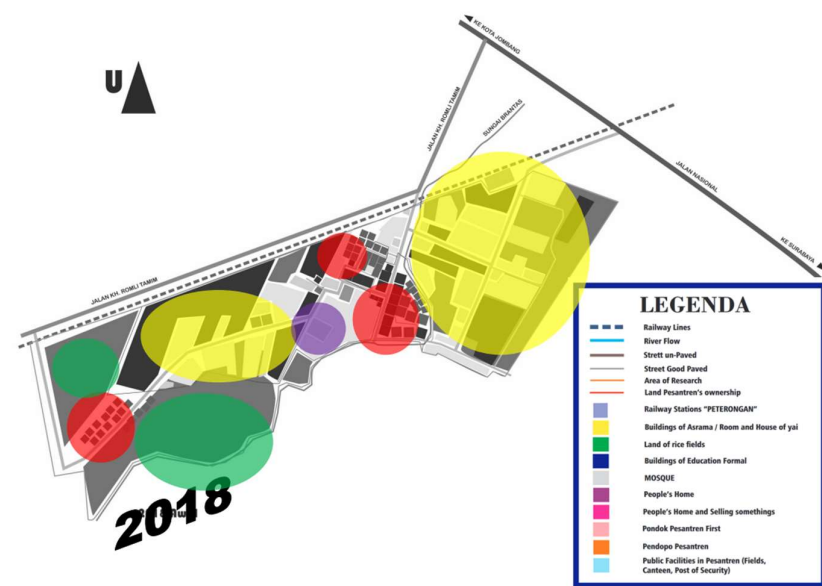 KE KOTA JOMBANG
U
JALAN KH. ROMLI TAMIM
SUNGAI BRANTAS
JALAN NASIONAL
KE SURABAYA
JALAN KH. ROMLI TAMIM
2018
LEGENDA
Railway Lines
River Flow
Strett un-Paved
Street Good Paved
Area of Research
Land Pesantren's ownership
Railway Stations "PETERONGAN"
Buildings of Asrama / Room and House of yai
Land of rice fields
Buildings of Education Formal
MOSQUE
People's Home
People's Home and Selling somethings
Pondok Pesantren First
Pendopo Pesantren
Public Facilities in Pesantren (Fields,
Canteen, Post of Security)